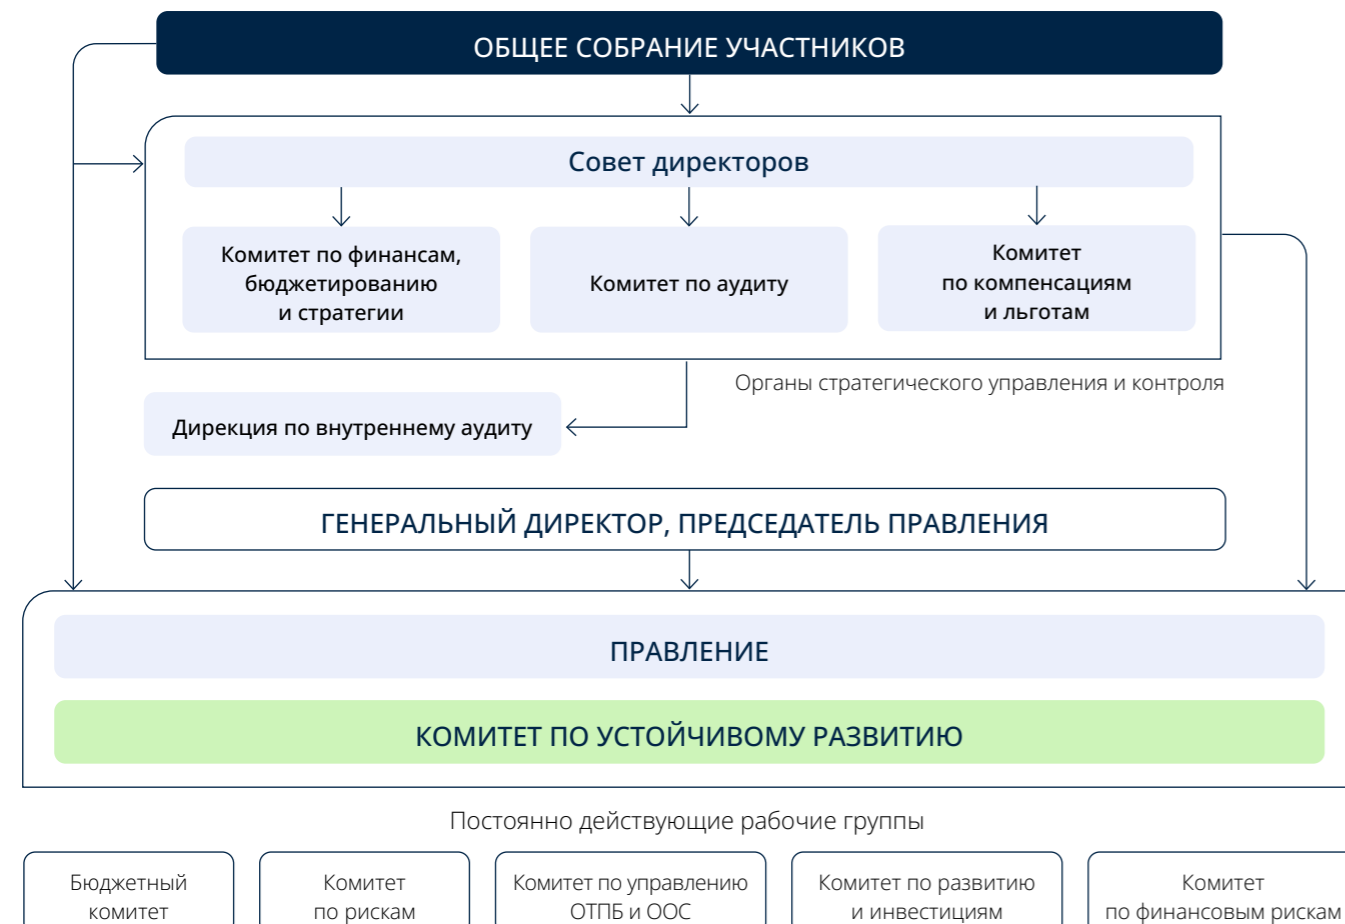 ОБЩЕЕ СОБРАНИЕ УЧАСТНИКОВ
Совет директоров
Комитет по финансам,
бюджетированию
и стратегии
Комитет по аудиту
Комитет
по компенсациям
и льготам
Органы стратегического управления и контроля
Дирекция по внутреннему аудиту
ГЕНЕРАЛЬНЫЙ ДИРЕКТОР, ПРЕДСЕДАТЕЛЬ ПРАВЛЕНИЯ
ПРАВЛЕНИЕ
КОМИТЕТ ПО УСТОЙЧИВОМУ РАЗВИТИЮ
Постоянно действующие рабочие группы
Бюджетный
комитет
Комитет
по рискам
Комитет по управлению
ОТПБ и ООС
Комитет по развитию
и инвестициям
Комитет
по финансовым рискам